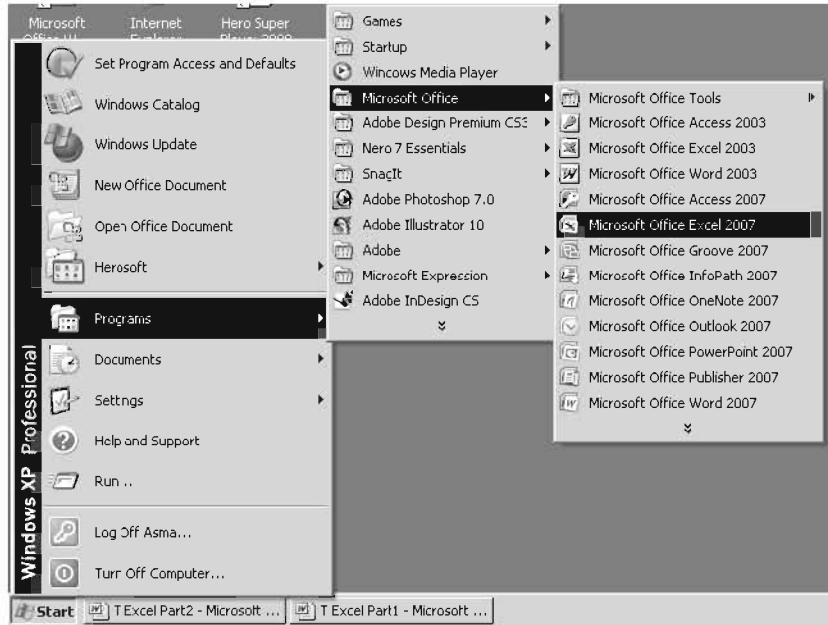 Microsoft
Internet
Hero Super
Set Program Access and Defaults
Windows Catalog
Windows Update
New Office Document
Open Office Document
Herosoft
Programs
Documents
Settings
Help and Support
Run...
Log Off Asma...
Turn Off Computer...
Windows XP Professional
Games
Startup
Windows Media Player
Microsoft Office
Adobe Design Premium CS3
Nero 7 Essentials
SnagIt
Adobe Photoshop 7.0
Adobe Illustrator 10
Adobe
Microsoft Expression
Adobe InDesign CS
Microsoft Office Tools
Microsoft Office Access 2003
Microsoft Office Excel 2003
Microsoft Office Word 2003
Microsoft Office Access 2007
Microsoft Office Excel 2007
Microsoft Office Groove 2007
Microsoft Office InfoPath 2007
Microsoft Office OneNote 2007
Microsoft Office Outlook 2007
Microsoft Office PowerPoint 2007
Microsoft Office Publisher 2007
Microsoft Office Word 2007
Start
T Excel Part2 - Microsoft ...
T Excel Part1 - Microsoft ...